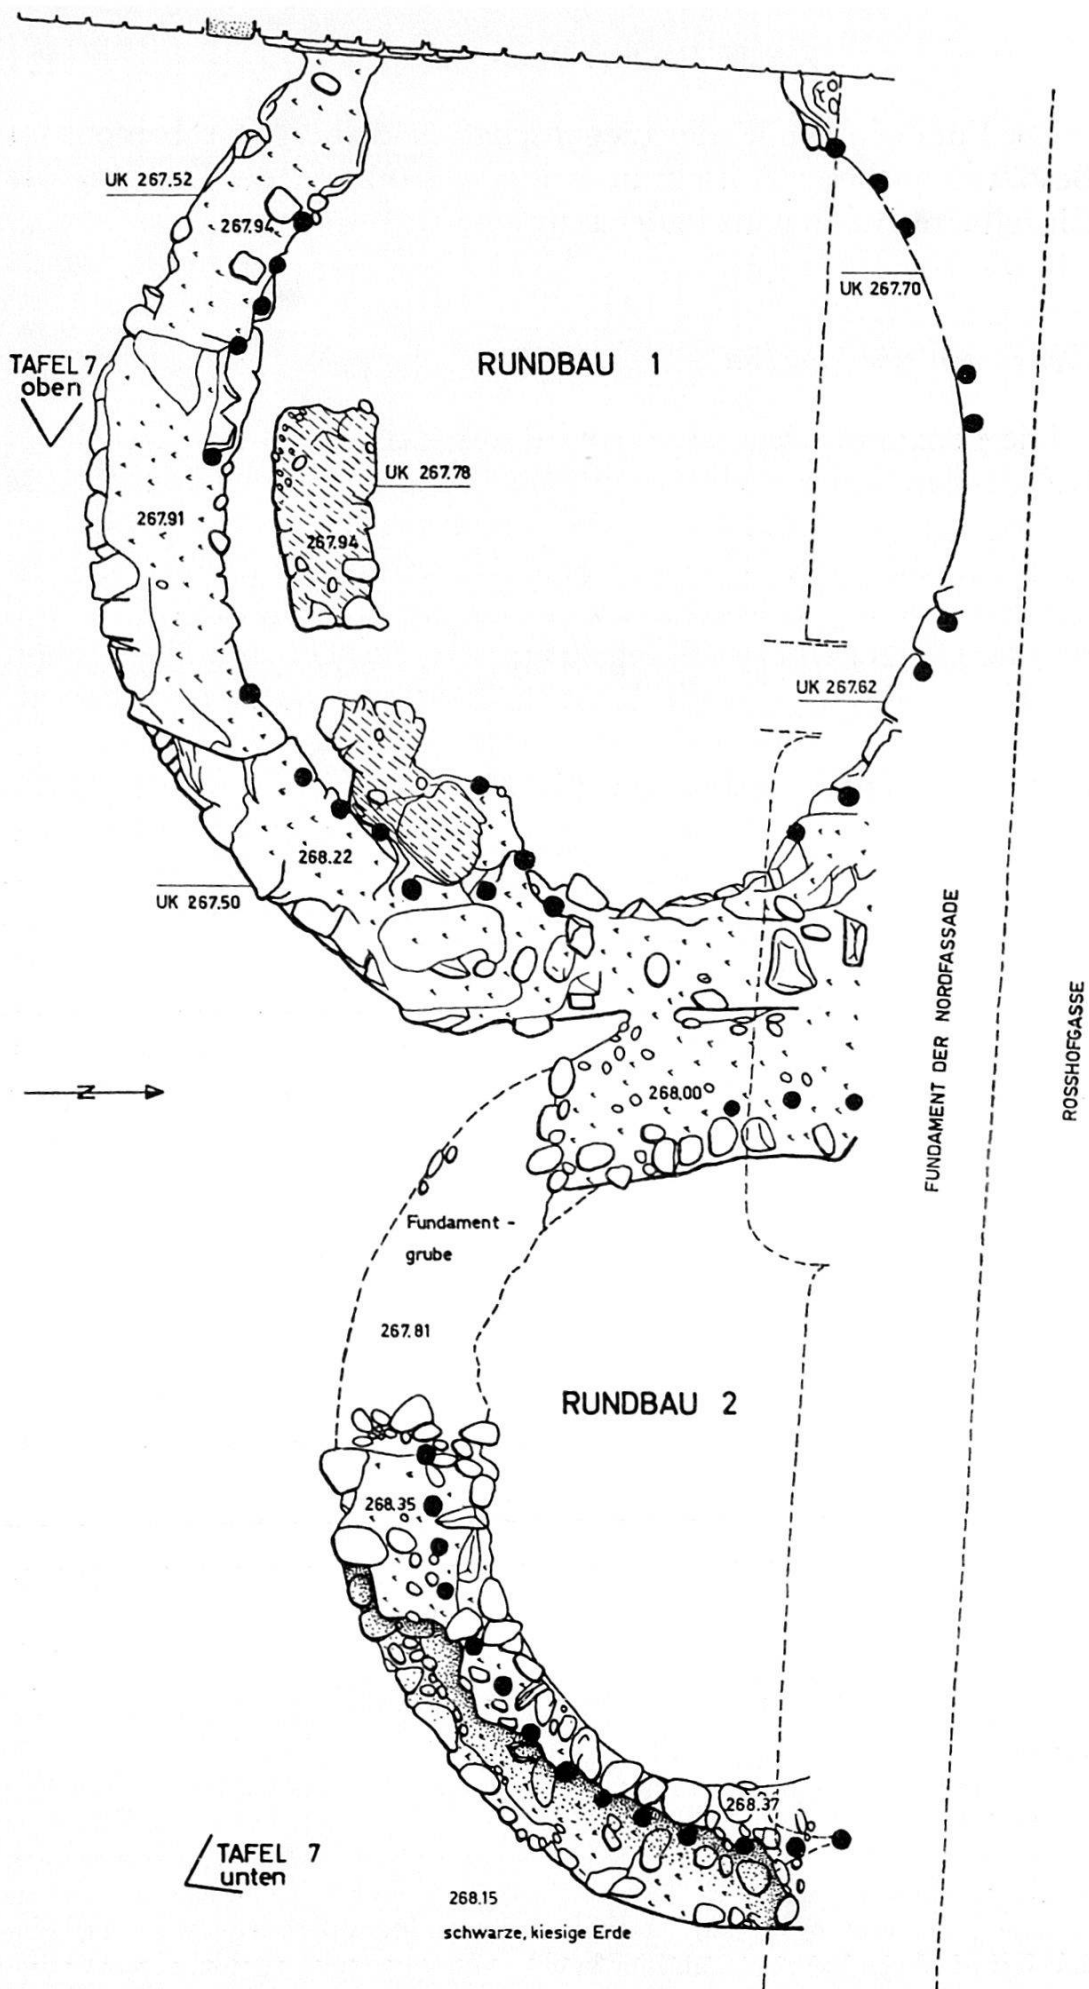 UK 267.52
267.94
UK 267.70
RUNDBAU 1
TAFEL 7
oben
UK 267.78
267.91
267.94
UK 267.62
268.22
UK 267.50
FUNDAMENT DER NORDFASSADE
ROSSHOFGASSE
N
268.00
Fundament -
grube
267.81
RUNDBAU 2
268.35
268.37
TAFEL 7
unten
268.15
schwarze, kiesige Erde